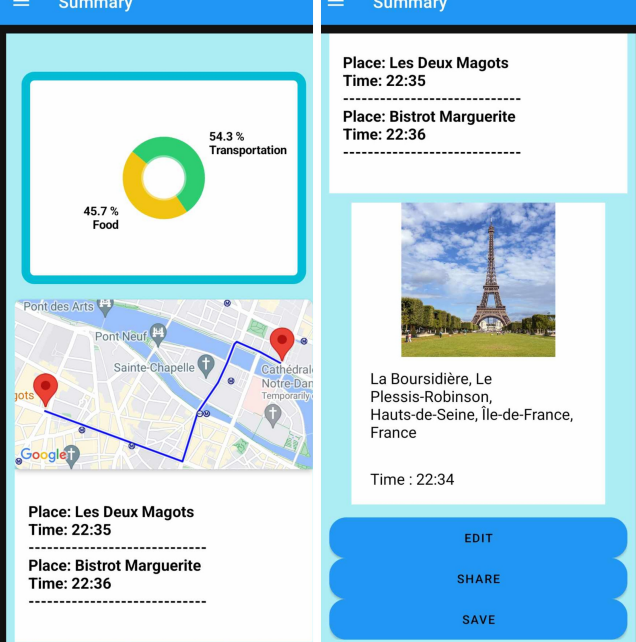 Summary
54.3 %
Transportation
45.7 %
Food
Pont des Arts
Pont Neuf
Sainte-Chapelle
Cathédral
Notre-Dan
Temporarily
gots
Google
Place: Les Deux Magots
Time: 22:35
-----------------------------
Place: Bistrot Marguerite
Time: 22:36
-----------------------------
Summary
Place: Les Deux Magots
Time: 22:35
-----------------------------
Place: Bistrot Marguerite
Time: 22:36
-----------------------------
La Boursidière, Le
Plessis-Robinson,
Hauts-de-Seine, Île-de-France,
France
Time : 22:34
EDIT
SHARE
SAVE